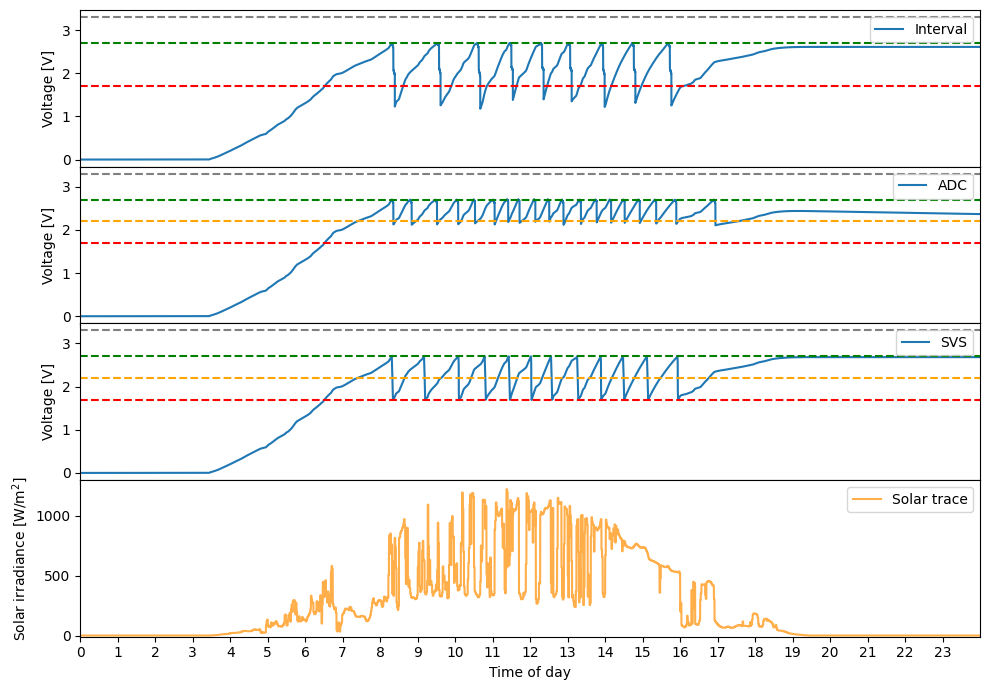 Voltage [V]
3
2
1
0
Interval
Voltage [V]
3
2
1
0
ADC
Voltage [V]
3
2
1
0
SVS
Solar irradiance [W/m²]
1000
500
0
Solar trace
0 1 2 3 4 5 6 7 8 9 10 11 12 13 14 15 16 17 18 19 20 21 22 23
Time of day